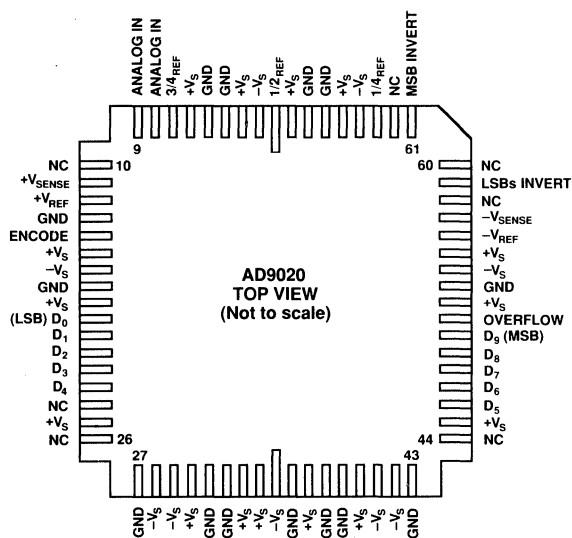 ANALOG IN
ANALOG IN
3/4REF
+VS
GND
GND
+VS
−VS
1/2REF
+VS
GND
GND
+VS
−VS
1/4REF
NC
MSB INVERT
9
61
NC
10
60
NC
+VSENSE
LSBs INVERT
+VREF
NC
GND
−VSENSE
ENCODE
−VREF
+VS
+VS
−VS
−VS
GND
GND
+VS
+VS
(LSB) D0
OVERFLOW
D1
D9 (MSB)
D2
D8
D3
D7
D4
D6
NC
D5
+VS
+VS
NC
26
44
NC
AD9020
TOP VIEW
(Not to scale)
27
43
GND
−VS
−VS
+VS
GND
GND
+VS
+VS
−VS
GND
+VS
GND
GND
+VS
−VS
−VS
GND